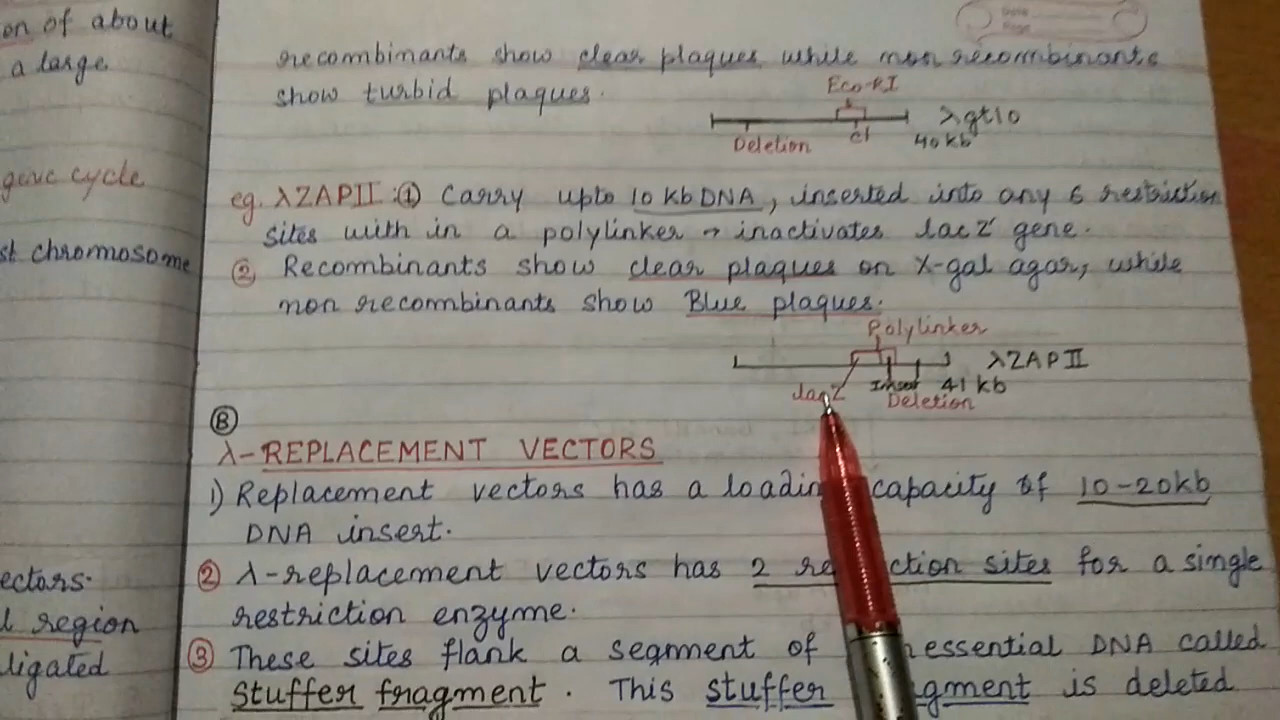 on of about
a large
genic cycle
st chromosome
ectors.
l region
ligated
recombinants show clear plaques while non recombinants
show turbid plaques.
Eco-RI
λgt10
Deletion
cI
40 kb
eg. λZAPII :① Carry upto 10 kb DNA, inserted into any 6 restriction
sites with in a polylinker → inactivates lacZ' gene.
② Recombinants show clear plaques on X-gal agar, while
non recombinants show Blue plaques.
Polylinker
λZAPII
lacZ
Insert
41 kb
Deletion
Ⓑ
λ-REPLACEMENT VECTORS
1) Replacement vectors has a loadin capacity of 10-20kb
DNA insert.
② λ-replacement vectors has 2 re ction sites for a single
restriction enzyme.
③ These sites flank a segment of nessential DNA called
Stuffer fragment. This stuffer gment is deleted